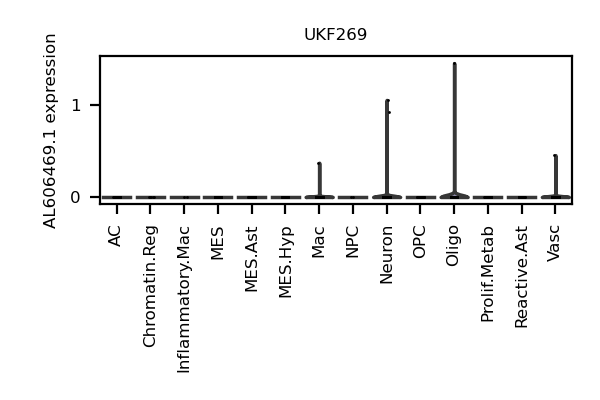 UKF269
AL606469.1 expression
1
0
AC
Chromatin.Reg
Inflammatory.Mac
MES
MES.Ast
MES.Hyp
Mac
NPC
Neuron
OPC
Oligo
Prolif.Metab
Reactive.Ast
Vasc